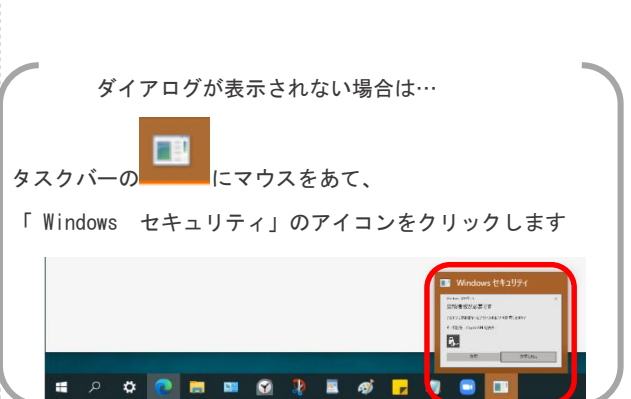 ダイアログが表示されない場合は…
タスクバーの にマウスをあて、
「 Windows セキュリティ」のアイコンをクリックします
Windows セキュリティ